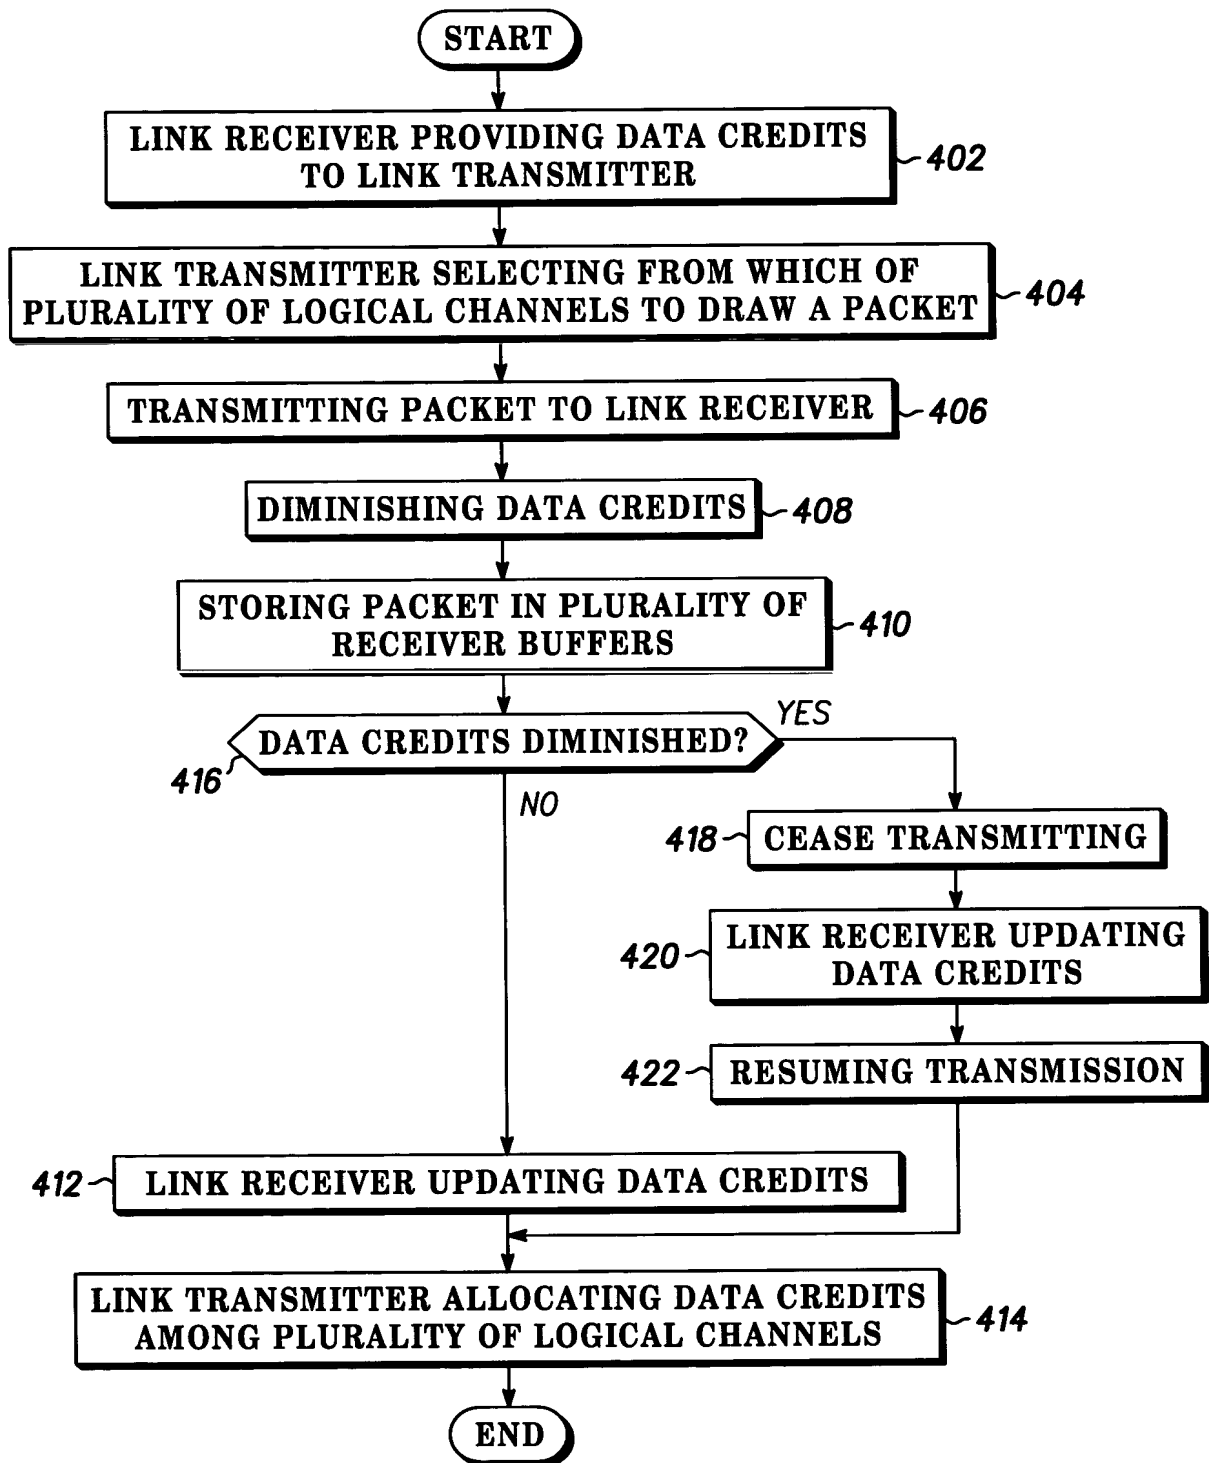 START
LINK RECEIVER PROVIDING DATA CREDITS
TO LINK TRANSMITTER
402
LINK TRANSMITTER SELECTING FROM WHICH OF
PLURALITY OF LOGICAL CHANNELS TO DRAW A PACKET
404
TRANSMITTING PACKET TO LINK RECEIVER
406
DIMINISHING DATA CREDITS
408
STORING PACKET IN PLURALITY OF
RECEIVER BUFFERS
410
DATA CREDITS DIMINISHED?
416
YES
NO
418
CEASE TRANSMITTING
420
LINK RECEIVER UPDATING
DATA CREDITS
422
RESUMING TRANSMISSION
412
LINK RECEIVER UPDATING DATA CREDITS
LINK TRANSMITTER ALLOCATING DATA CREDITS
AMONG PLURALITY OF LOGICAL CHANNELS
414
END